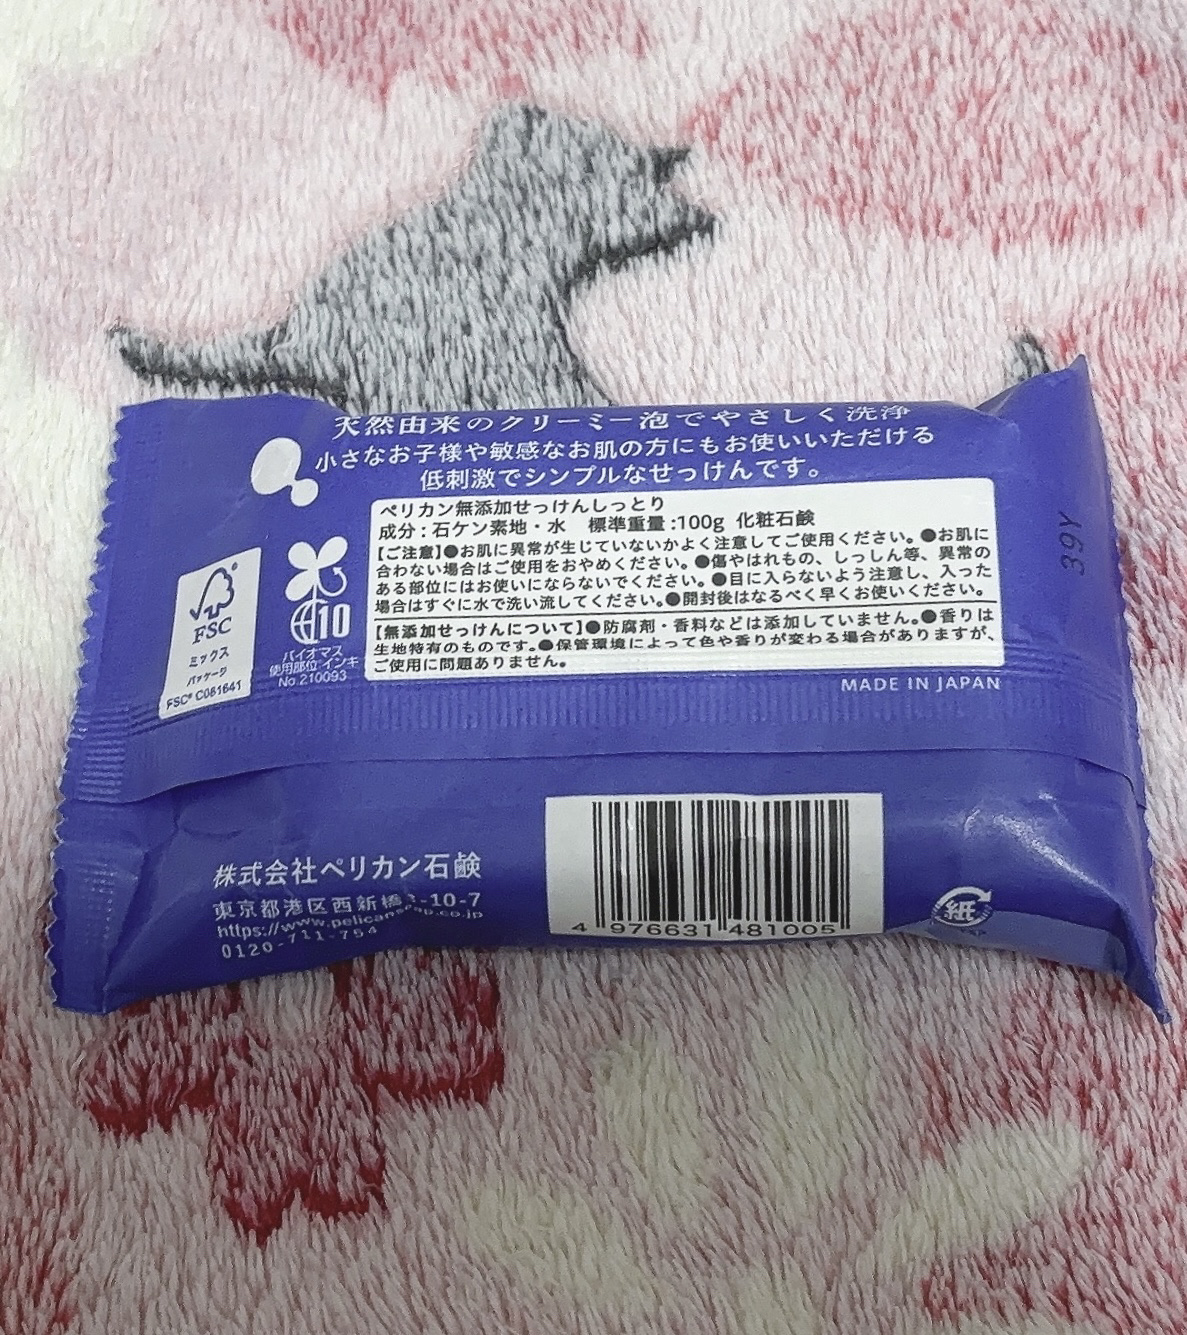 天然由来のクリーミー泡でやさしく洗浄
小さなお子様や敏感なお肌の方にもお使いいただける
低刺激でシンプルなせっけんです。
ペリカン無添加せっけんしっとり
成分:石ケン素地・水 標準重量:100g 化粧石鹸
【ご注意】●お肌に異常が生じていないかよく注意してご使用ください。●お肌に
合わない場合はご使用をおやめください。●傷やはれもの、しっしん等、異常の
ある部位にはお使いにならないでください。●目に入らないよう注意し、入った
場合はすぐに水で洗い流してください。●開封後はなるべく早くお使いください。
【無添加せっけんについて】●防腐剤・香料などは添加していません。●香りは
生地特有のものです。●保管環境によって色や香りが変わる場合がありますが、
ご使用に問題ありません。
MADE IN JAPAN
39Y
FSC
ミックス
パッケージ
FSC® C081641
10
バイオマス
使用部位:インキ
No.210093
株式会社ペリカン石鹸
東京都港区西新橋-10-7
https://www.pelicansoap.co.jp
0120-711-754
4 976631 481005
紙